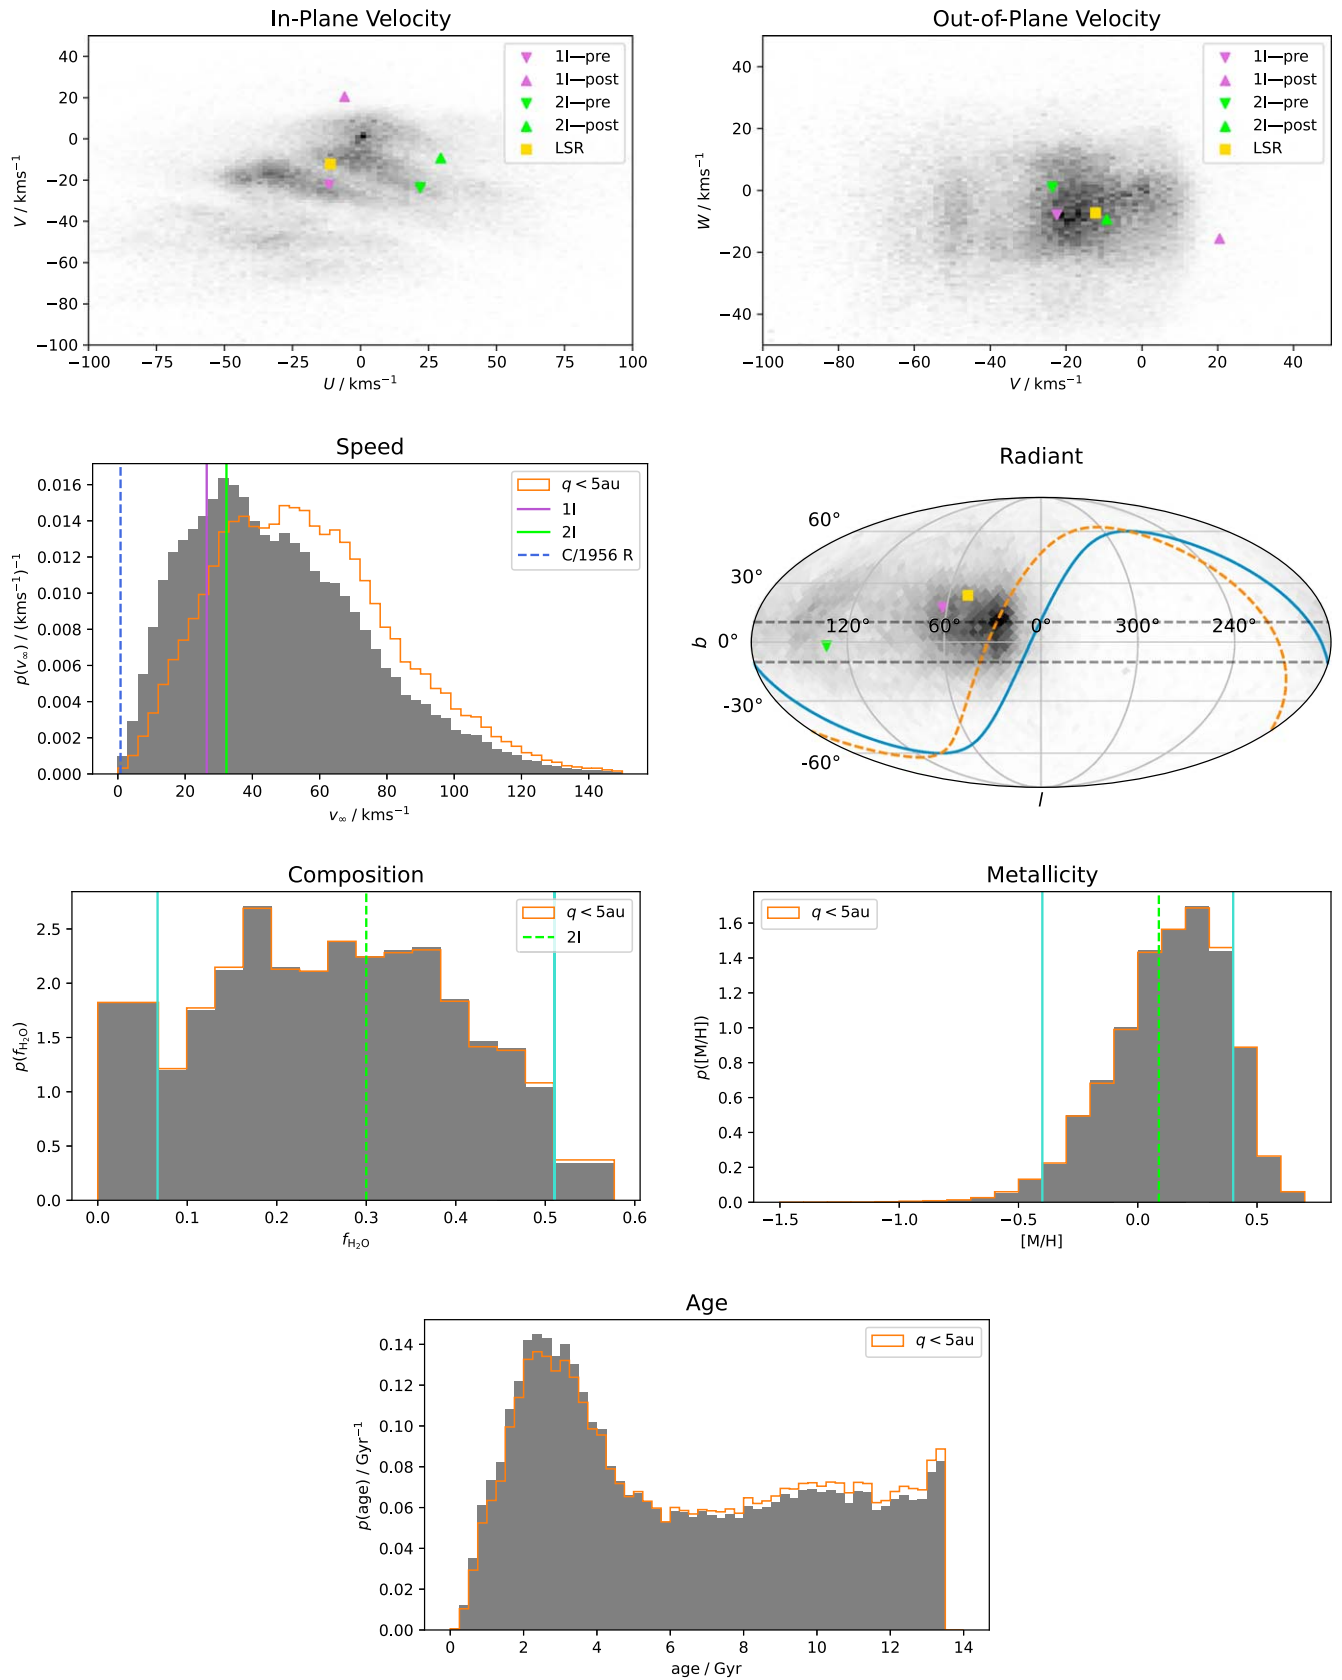 In-Plane Velocity
Out-of-Plane Velocity
40
20
0
−20
−40
−60
−80
−100
V / kms⁻¹
1I—pre
1I—post
2I—pre
2I—post
LSR
−100
−75
−50
−25
0
25
50
75
100
U / kms⁻¹
40
20
0
−20
−40
W / kms⁻¹
1I—pre
1I—post
2I—pre
2I—post
LSR
−100
−80
−60
−40
−20
0
20
40
V / kms⁻¹
Speed
0.016
0.014
0.012
0.010
0.008
0.006
0.004
0.002
0.000
p(v∞) / (kms⁻¹)⁻¹
q < 5au
1I
2I
C/1956 R
0
20
40
60
80
100
120
140
v∞ / kms⁻¹
Radiant
60°
30°
0°
-30°
-60°
b
120°
60°
0°
300°
240°
l
Composition
2.5
2.0
1.5
1.0
0.5
0.0
p(f_H₂O)
q < 5au
2I
0.0
0.1
0.2
0.3
0.4
0.5
0.6
f_H₂O
Metallicity
1.6
1.4
1.2
1.0
0.8
0.6
0.4
0.2
0.0
p([M/H])
q < 5au
−1.5
−1.0
−0.5
0.0
0.5
[M/H]
Age
0.14
0.12
0.10
0.08
0.06
0.04
0.02
0.00
p(age) / Gyr⁻¹
q < 5au
0
2
4
6
8
10
12
14
age / Gyr